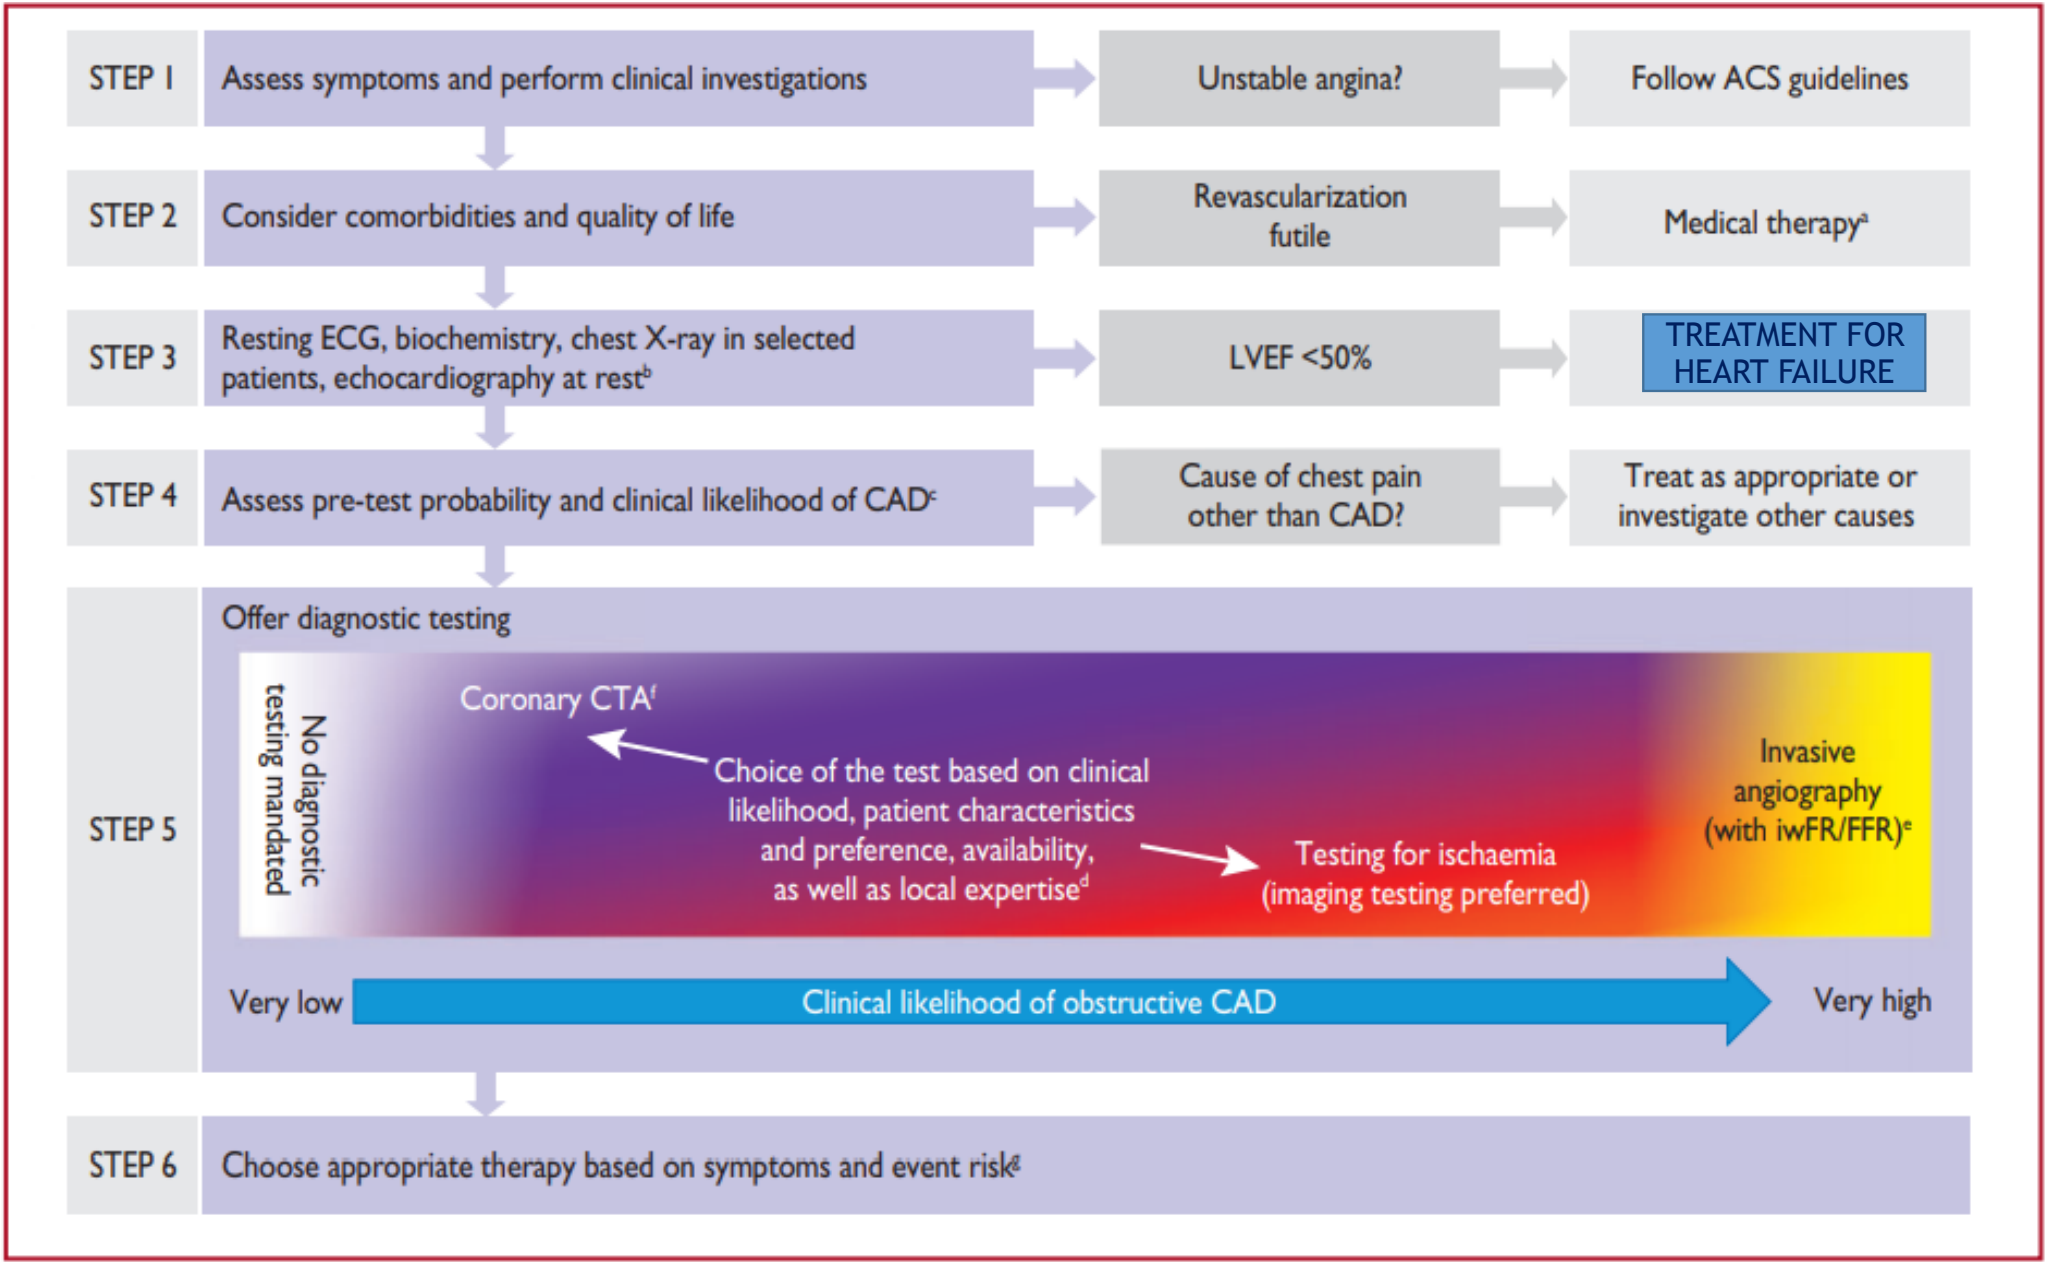 STEP 1
Assess symptoms and perform clinical investigations
Unstable angina?
Follow ACS guidelines
STEP 2
Consider comorbidities and quality of life
Revascularization
futile
Medical therapyᵃ
STEP 3
Resting ECG, biochemistry, chest X-ray in selected
patients, echocardiography at restᵇ
LVEF <50%
TREATMENT FOR
HEART FAILURE
STEP 4
Assess pre-test probability and clinical likelihood of CADᶜ
Cause of chest pain
other than CAD?
Treat as appropriate or
investigate other causes
STEP 5
Offer diagnostic testing
No diagnostic
testing mandated
Coronary CTAᶠ
Choice of the test based on clinical
likelihood, patient characteristics
and preference, availability,
as well as local expertiseᵈ
Testing for ischaemia
(imaging testing preferred)
Invasive
angiography
(with iwFR/FFR)ᵉ
Very low
Clinical likelihood of obstructive CAD
Very high
STEP 6
Choose appropriate therapy based on symptoms and event riskᵍ